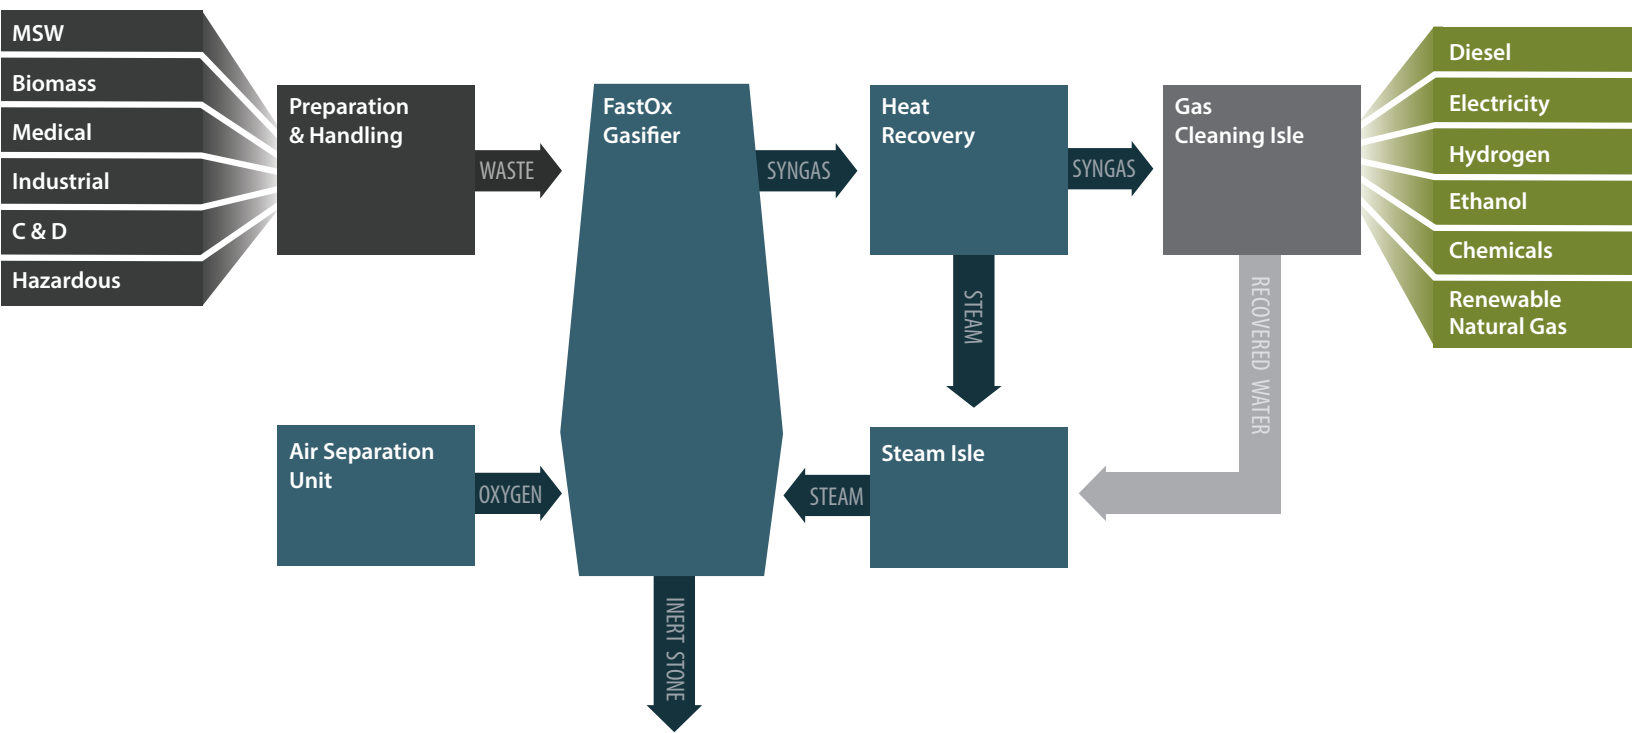 MSW
Biomass
Medical
Industrial
C & D
Hazardous
Preparation
& Handling
WASTE
FastOx
Gasifier
SYNGAS
Heat
Recovery
SYNGAS
Gas
Cleaning Isle
Diesel
Electricity
Hydrogen
Ethanol
Chemicals
Renewable
Natural Gas
STEAM
RECOVERED WATER
Air Separation
Unit
OXYGEN
STEAM
Steam Isle
INERT STONE